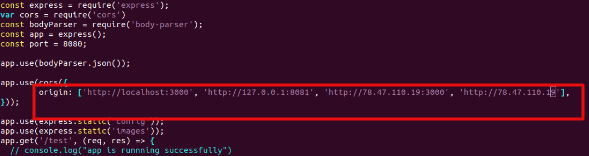 const express = require('express');
var cors = require('cors')
const bodyParser = require('body-parser');
const app = express();
const port = 8080;
app.use(bodyParser.json());
app.use(cors({
origin: ['http://localhost:3000', 'http://127.0.0.1:8081', 'http://78.47.110.19:3000', 'http://78.47.110.19'],
}));
app.use(express.static('config'));
app.use(express.static('images'));
app.get('/test', (req, res) => {
// console.log("app is runnning successfully")